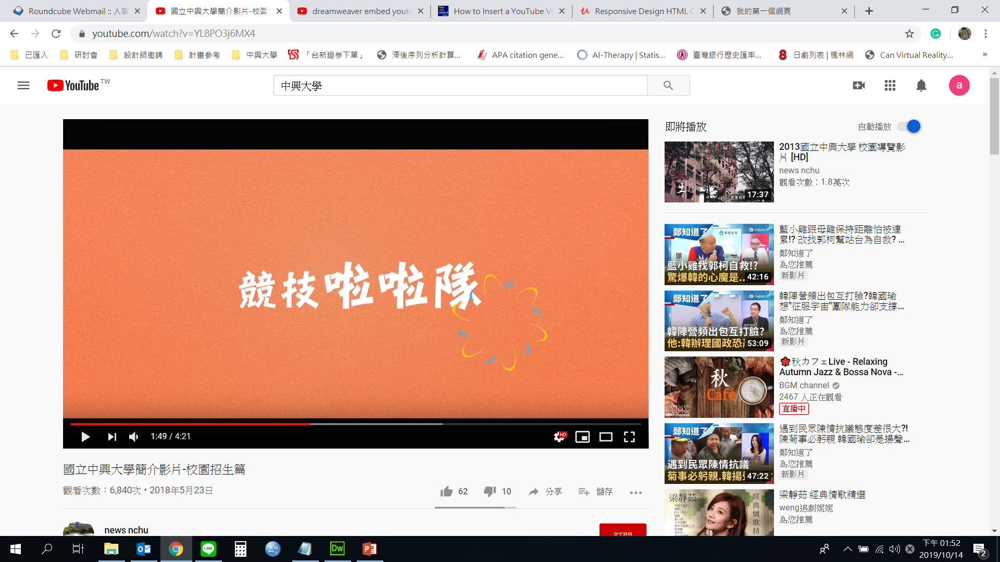 Roundcube Webmail :: 人事
國立中興大學簡介影片-校園
dreamweaver embed youtu
How to Insert a YouTube Vi
Responsive Design HTML C
我的第一個網頁
youtube.com/watch?v=YL8PO3j6MX4
已匯入
研討會
設計師邀請
計畫參考
中興大學
「台新證券下單」
滯後序列分析計算...
APA citation gene...
AI-Therapy | Statis...
臺灣銀行歷史匯率...
日劇列表 | 楓林網
Can Virtual Reality...
»
YouTube TW
中興大學
a
競技啦啦隊
1:49 / 4:21
HD
國立中興大學簡介影片-校園招生篇
觀看次數：6,840次 • 2018年5月23日
62
10
分享
儲存
news nchu
訂閱
即將播放
自動播放
17:37
2013國立中興大學 校園導覽影
片 [HD]
news nchu
觀看次數：1.8萬次
鄭知道了
藍小雞找郭柯自救!?
驚爆韓的心魔是..
42:16
藍小雞跟母雞保持距離怕被連
累!? 改找郭柯幫站台為自救? ...
鄭知道了
為您推薦
新影片
鄭知道了
韓陣營頻出包互打臉?
他:韓辦理國政恐
53:09
韓陣營頻出包互打臉?韓國瑜
想"征服宇宙"團隊能力卻支撐...
鄭知道了
為您推薦
新影片
秋
Café
BGMC
BGM channel
🍁秋カフェLive - Relaxing
Autumn Jazz & Bossa Nova -...
BGM channel
2467 人正在觀看
直播中
鄭知道了
遇到民眾陳情抗議
菊事必躬親.韓揚
47:22
遇到民眾陳情抗議態度差很大?!
陳菊事必躬親 韓國瑜卻是揚聲...
鄭知道了
為您推薦
新影片
梁靜茹
經典情歌精
梁靜茹 經典情歌精選
weng追劇妮妮
為您推薦
下午 01:52
2019/10/14
2